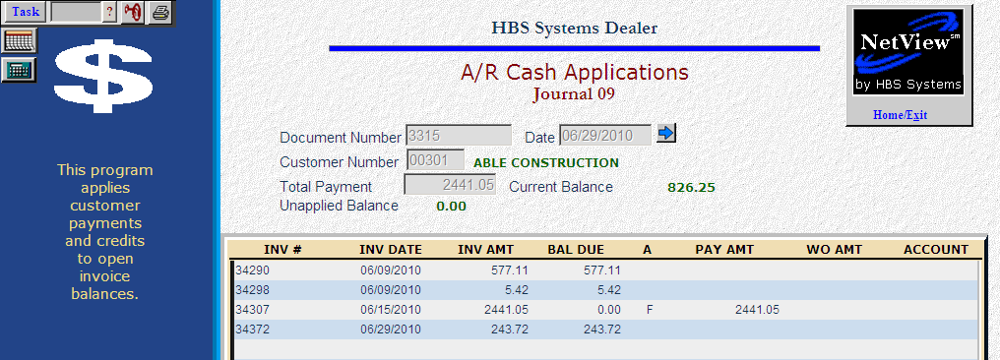 Task ?
HBS Systems Dealer
NetView SM
by HBS Systems
Home/Exit
A/R Cash Applications
Journal 09
Document Number 3315 Date 06/29/2010
Customer Number 00301 ABLE CONSTRUCTION
Total Payment 2441.05 Current Balance 826.25
Unapplied Balance 0.00
This program
applies
customer
payments
and credits
to open
invoice
balances.
INV # INV DATE INV AMT BAL DUE A PAY AMT WO AMT ACCOUNT
34290 06/09/2010 577.11 577.11
34298 06/09/2010 5.42 5.42
34307 06/15/2010 2441.05 0.00 F 2441.05
34372 06/29/2010 243.72 243.72